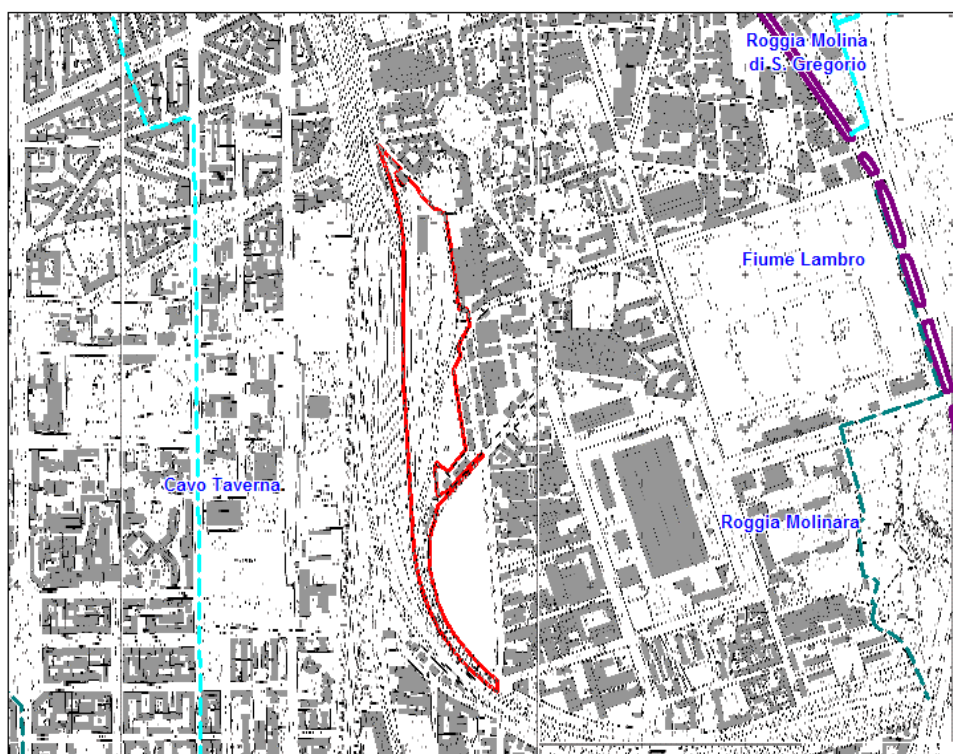 Roggia Molina
di S. Gregorio
Fiume Lambro
Cavo Taverna
Roggia Molinara